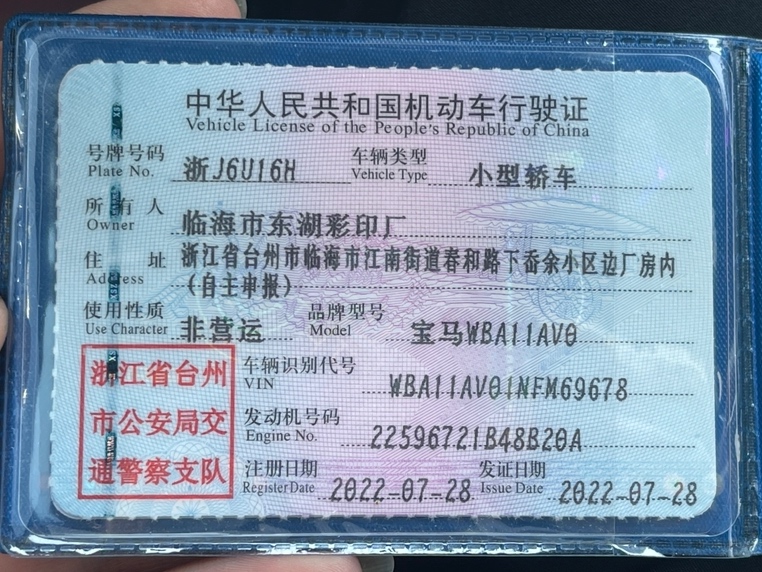 中华人民共和国机动车行驶证
Vehicle License of the People's Republic of China
号牌号码 浙J6U16H 车辆类型 小型轿车
Plate No. Vehicle Type
所有人 临海市东湖彩印厂
Owner
住址 浙江省台州市临海市江南街道春和路下岙余小区边厂房内
Address (自主申报)
使用性质 非营运 品牌型号 宝马WBA11AV0
Use Character Model
浙江省台州
市公安局交
通警察支队
车辆识别代号 WBA11AV01NFM69678
VIN
发动机号码 22596721B48B20A
Engine No.
注册日期 2022-07-28 发证日期 2022-07-28
Register Date Issue Date